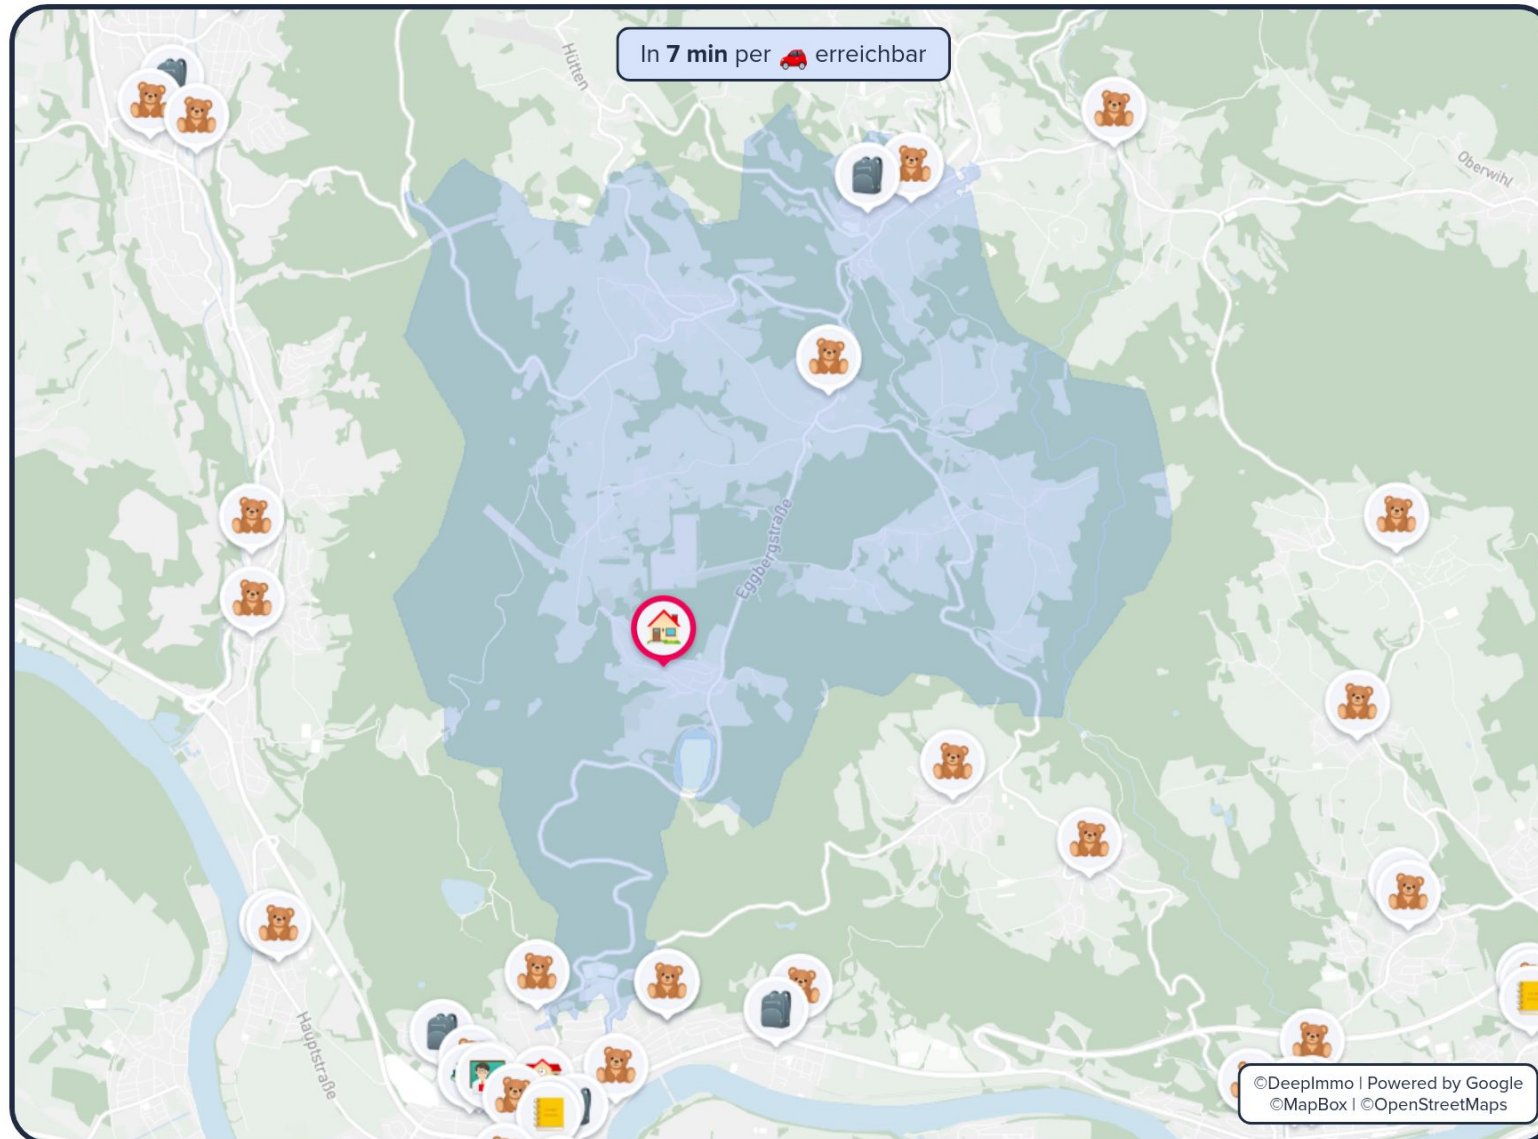 In 7 min per erreichbar
Hütten
Oberwihl
Eggbergstraße
Hauptstraße
©DeepImmo | Powered by Google
©MapBox | ©OpenStreetMaps